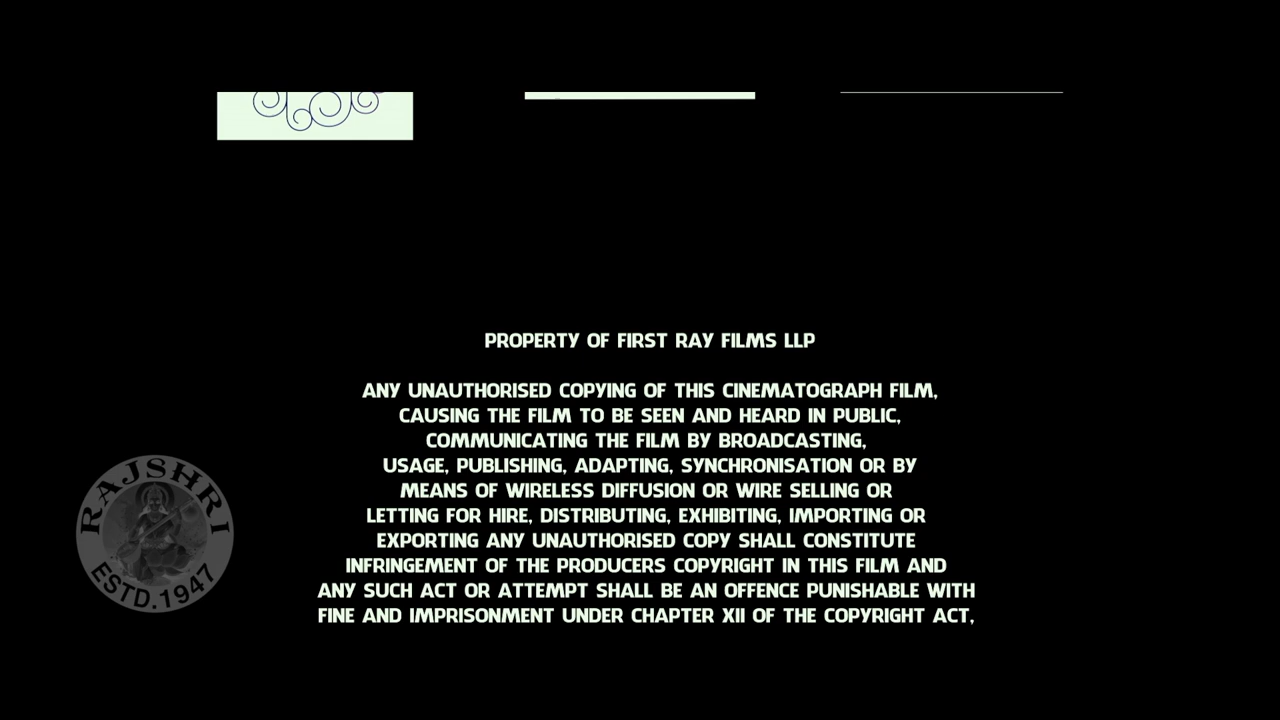 PROPERTY OF FIRST RAY FILMS LLP
ANY UNAUTHORISED COPYING OF THIS CINEMATOGRAPH FILM,
CAUSING THE FILM TO BE SEEN AND HEARD IN PUBLIC,
COMMUNICATING THE FILM BY BROADCASTING,
USAGE, PUBLISHING, ADAPTING, SYNCHRONISATION OR BY
MEANS OF WIRELESS DIFFUSION OR WIRE SELLING OR
LETTING FOR HIRE, DISTRIBUTING, EXHIBITING, IMPORTING OR
EXPORTING ANY UNAUTHORISED COPY SHALL CONSTITUTE
INFRINGEMENT OF THE PRODUCERS COPYRIGHT IN THIS FILM AND
ANY SUCH ACT OR ATTEMPT SHALL BE AN OFFENCE PUNISHABLE WITH
FINE AND IMPRISONMENT UNDER CHAPTER XII OF THE COPYRIGHT ACT,
RAJSHRI
ESTD.1947